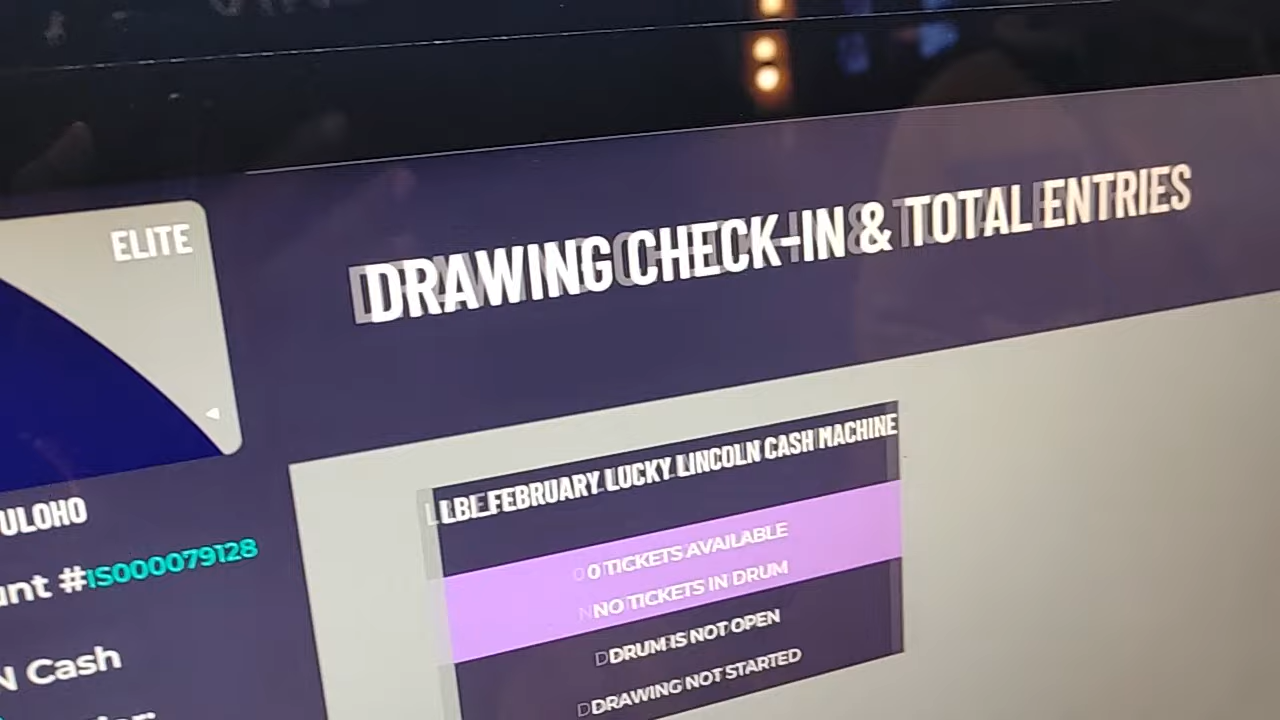 ELITE
DRAWING CHECK-IN & TOTAL ENTRIES
LBL FEBRUARY LUCKY LINCOLN CASH MACHINE
0 TICKETS AVAILABLE
NO TICKETS IN DRUM
DRUM IS NOT OPEN
DRAWING NOT STARTED
ULOHO
unt #IS000079128
N Cash